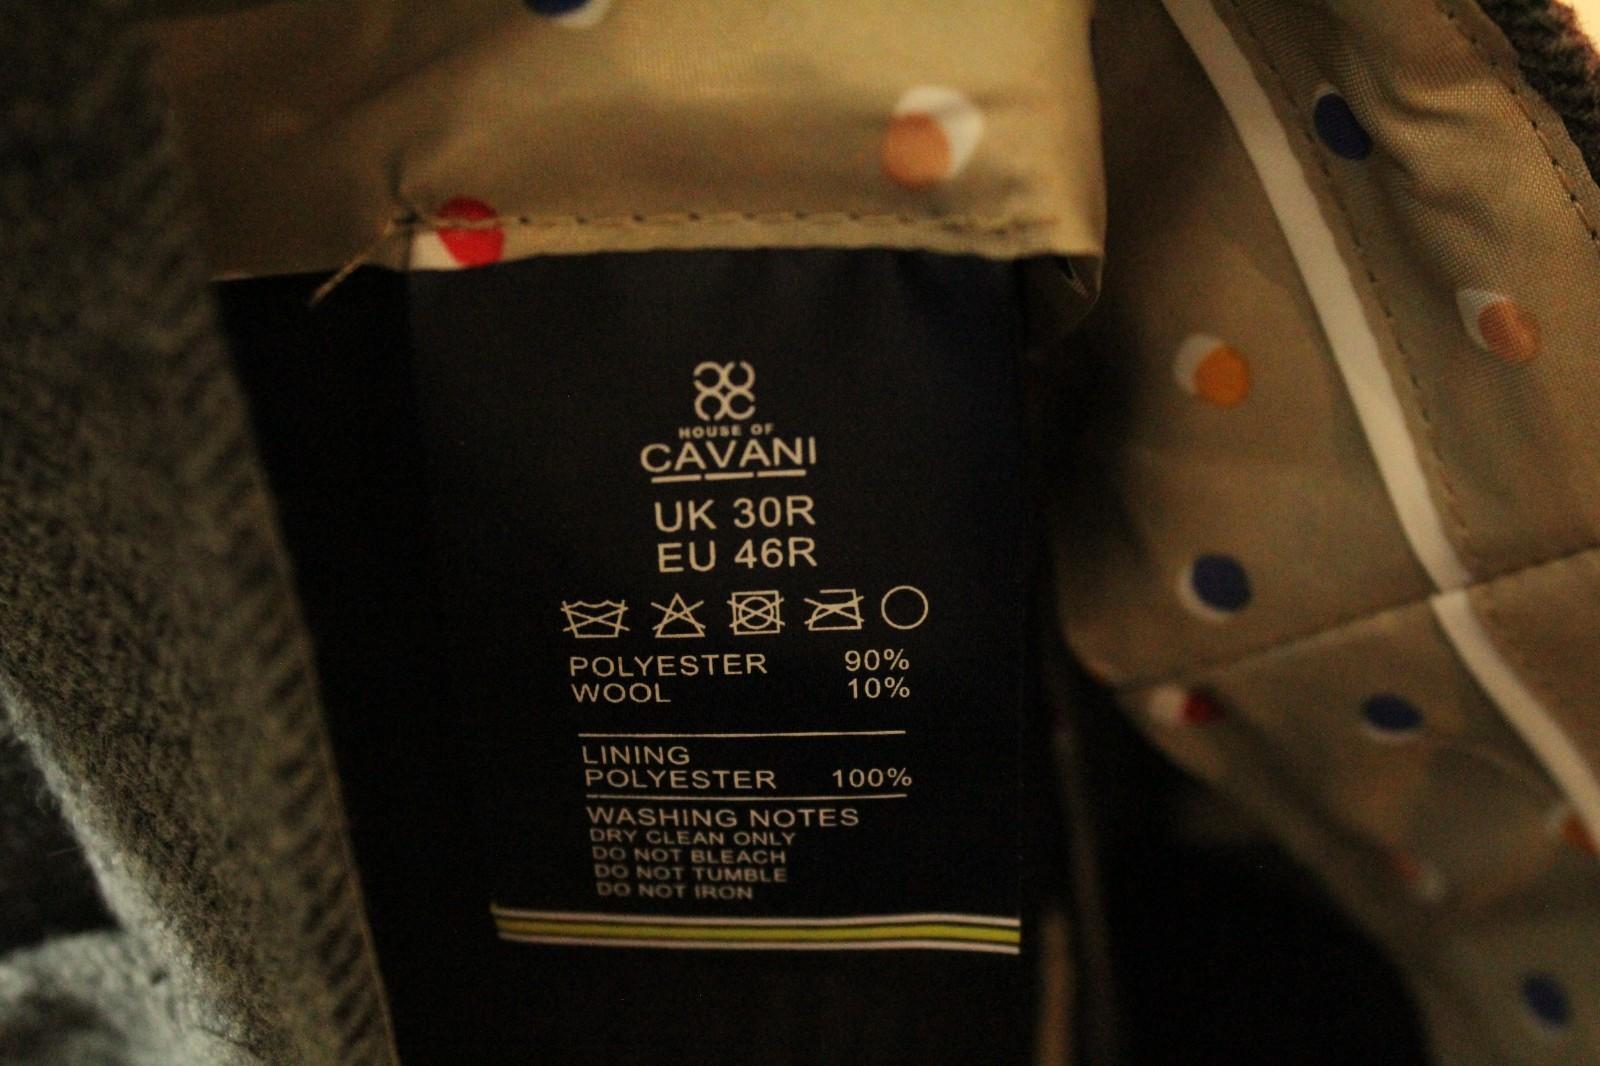 HOUSE OF
CAVANI
UK 30R
EU 46R
POLYESTER 90%
WOOL 10%
LINING
POLYESTER 100%
WASHING NOTES
DRY CLEAN ONLY
DO NOT BLEACH
DO NOT TUMBLE
DO NOT IRON